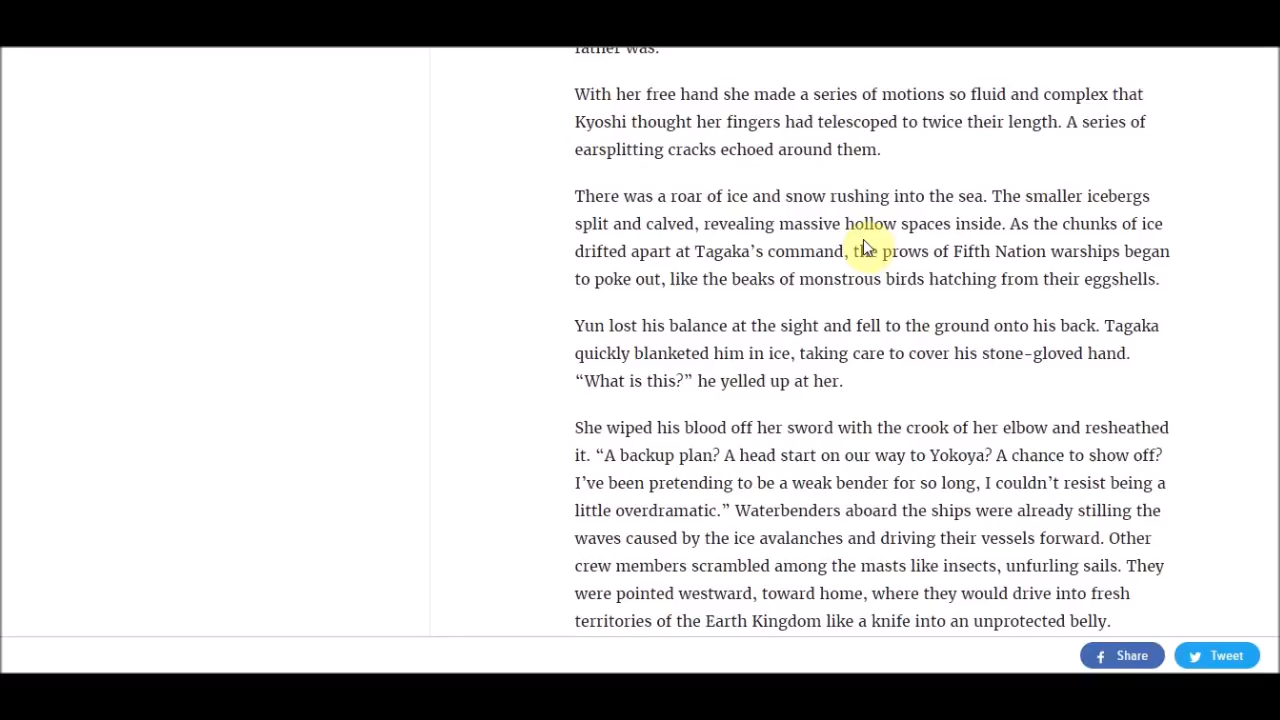 father was.
With her free hand she made a series of motions so fluid and complex that
Kyoshi thought her fingers had telescoped to twice their length. A series of
earsplitting cracks echoed around them.
There was a roar of ice and snow rushing into the sea. The smaller icebergs
split and calved, revealing massive hollow spaces inside. As the chunks of ice
drifted apart at Tagaka’s command, the prows of Fifth Nation warships began
to poke out, like the beaks of monstrous birds hatching from their eggshells.
Yun lost his balance at the sight and fell to the ground onto his back. Tagaka
quickly blanketed him in ice, taking care to cover his stone-gloved hand.
“What is this?” he yelled up at her.
She wiped his blood off her sword with the crook of her elbow and resheathed
it. “A backup plan? A head start on our way to Yokoya? A chance to show off?
I’ve been pretending to be a weak bender for so long, I couldn’t resist being a
little overdramatic.” Waterbenders aboard the ships were already stilling the
waves caused by the ice avalanches and driving their vessels forward. Other
crew members scrambled among the masts like insects, unfurling sails. They
were pointed westward, toward home, where they would drive into fresh
territories of the Earth Kingdom like a knife into an unprotected belly.
Share
Tweet